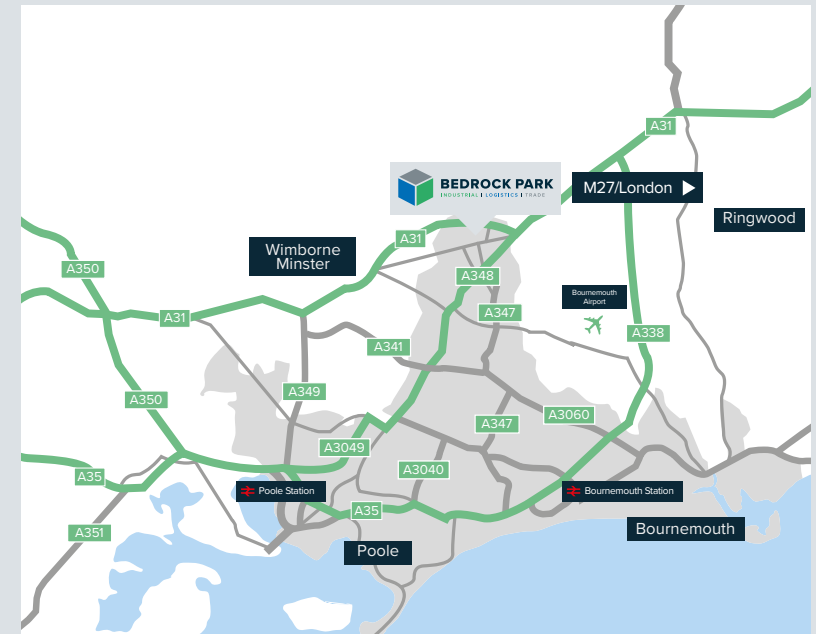 A31
BEDROCK PARK
INDUSTRIAL | LOGISTICS | TRADE
M27/London
Ringwood
A31
Wimborne
Minster
A350
A348
Bournemouth
Airport
A31
A347
A338
A341
A349
A350
A3060
A347
A3049
A3040
A35
Poole Station
Bournemouth Station
A35
A351
Bournemouth
Poole